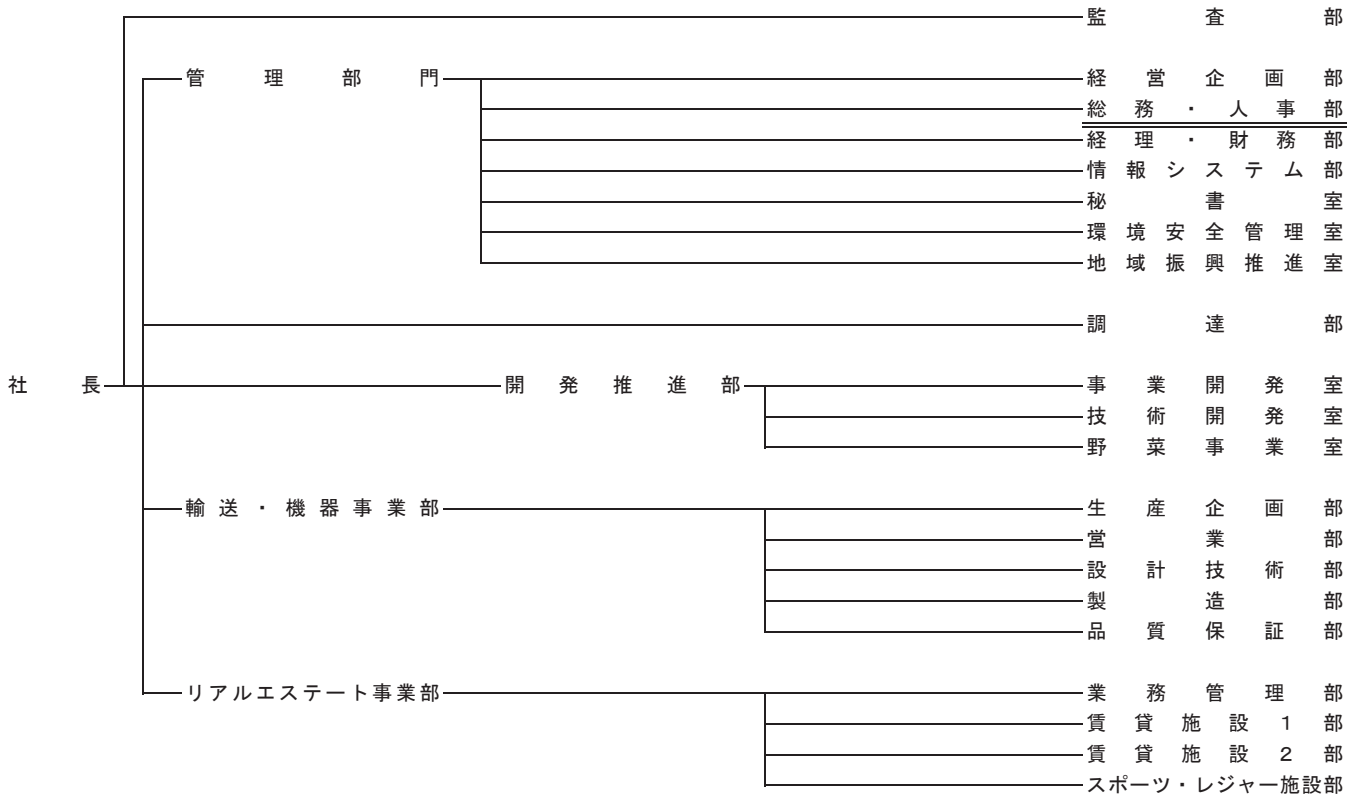 監査部
管理部門 経営企画部
総務・人事部
経理・財務部
情報システム部
秘書室
環境安全管理室
地域振興推進室
調達部
社長 開発推進部 事業開発室
技術開発室
野菜事業室
輸送・機器事業部 生産企画部
営業部
設計技術部
製造部
品質保証部
リアルエステート事業部 業務管理部
賃貸施設1部
賃貸施設2部
スポーツ・レジャー施設部